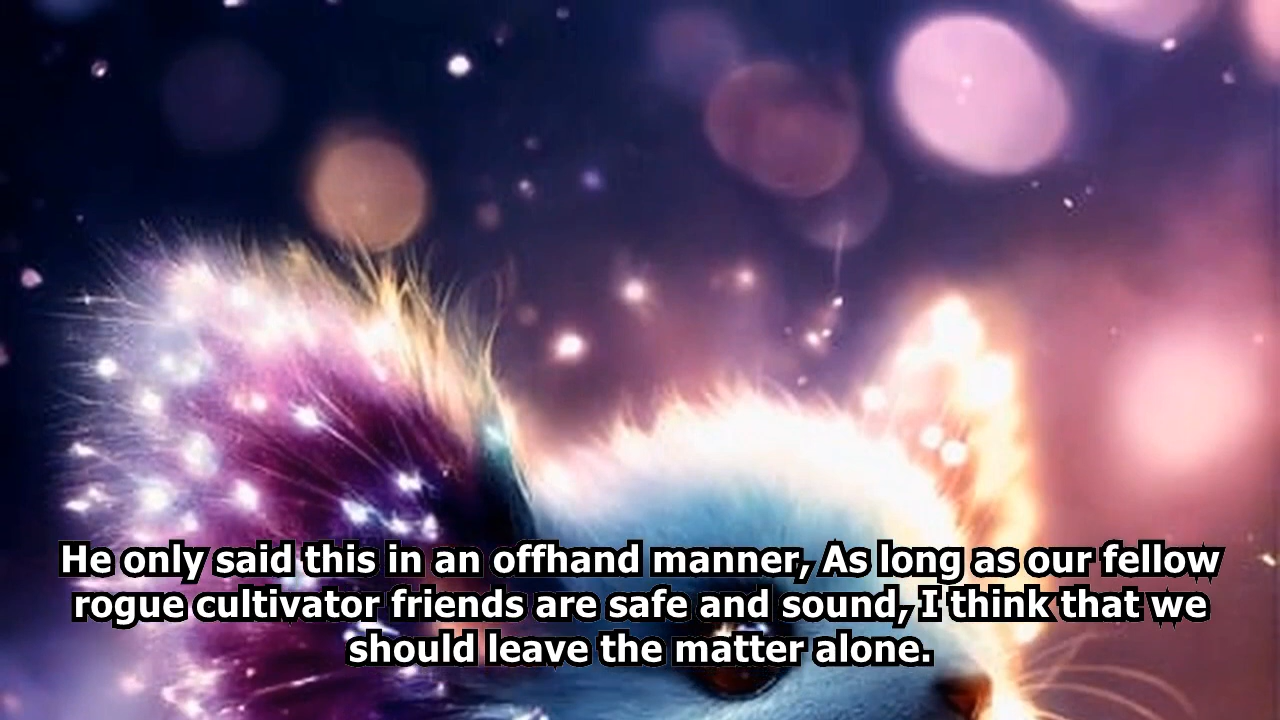 He only said this in an offhand manner, As long as our fellow
rogue cultivator friends are safe and sound, I think that we
should leave the matter alone.